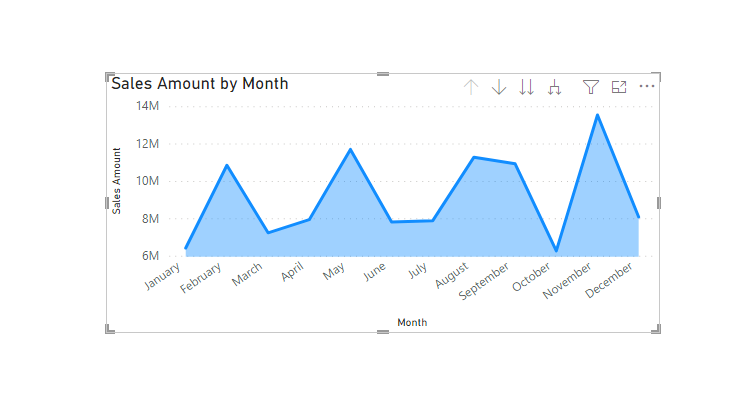 Sales Amount by Month
14M
12M
10M
8M
6M
Sales Amount
January
February
March
April
May
June
July
August
September
October
November
December
Month